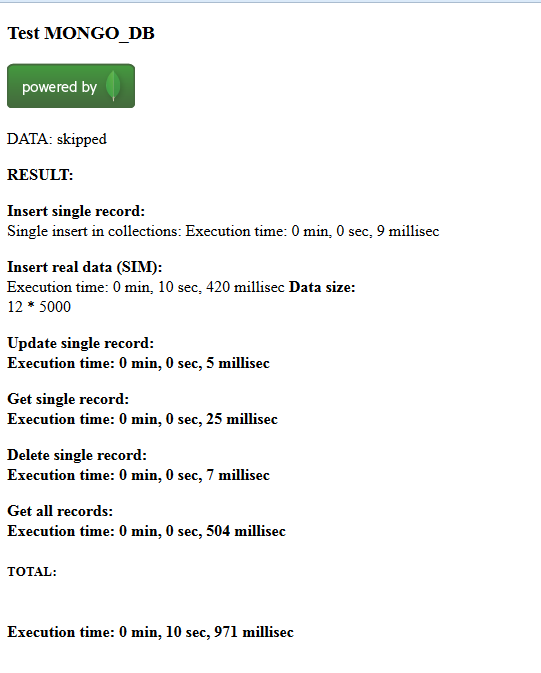 Test MONGO_DB
powered by
DATA: skipped
RESULT:
Insert single record:
Single insert in collections: Execution time: 0 min, 0 sec, 9 millisec
Insert real data (SIM):
Execution time: 0 min, 10 sec, 420 millisec Data size:
12 * 5000
Update single record:
Execution time: 0 min, 0 sec, 5 millisec
Get single record:
Execution time: 0 min, 0 sec, 25 millisec
Delete single record:
Execution time: 0 min, 0 sec, 7 millisec
Get all records:
Execution time: 0 min, 0 sec, 504 millisec
TOTAL:
Execution time: 0 min, 10 sec, 971 millisec